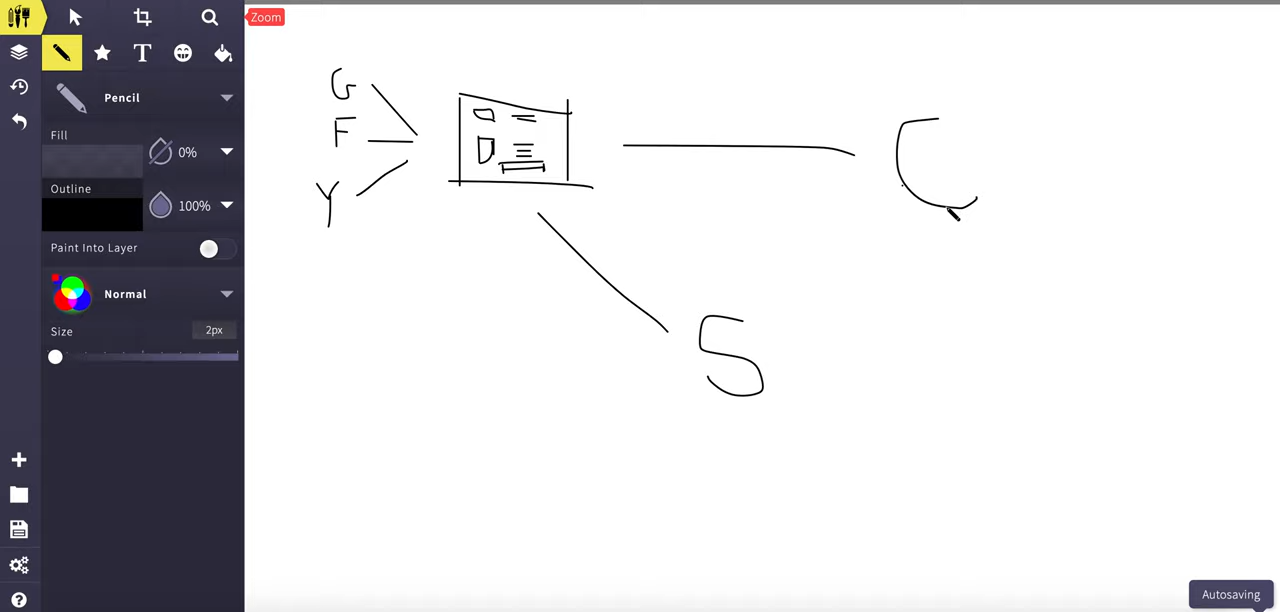 Zoom
T
Pencil
Fill
0%
Outline
100%
Paint Into Layer
Normal
Size
2px
?
Autosaving
G
F
Y
C
S